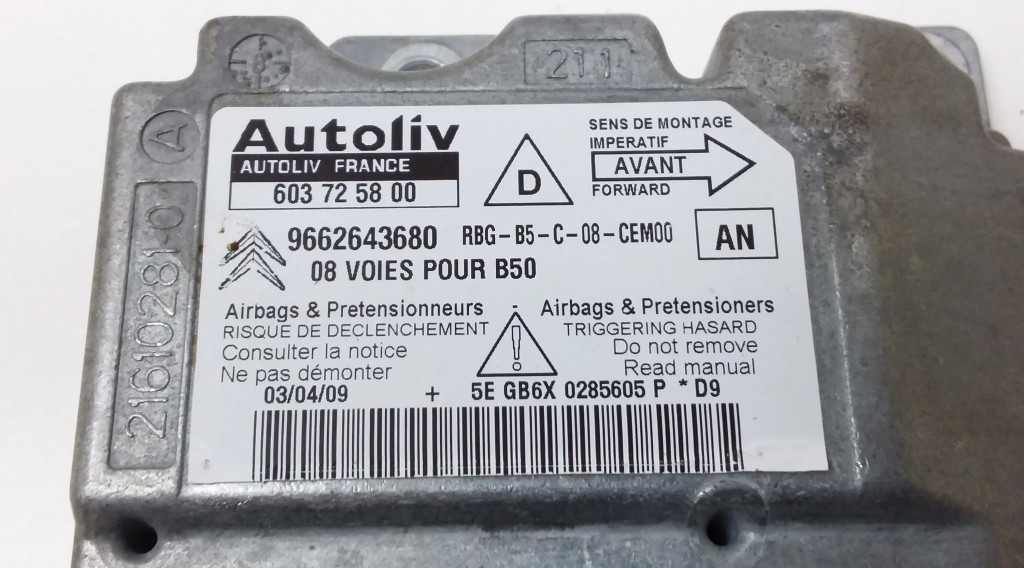 211
A
21610281-0
Autoliv
AUTOLIV FRANCE
603 72 58 00
D
SENS DE MONTAGE
IMPERATIF
AVANT
FORWARD
9662643680 RBG-B5-C-08-CEM00
AN
08 VOIES POUR B50
Airbags & Pretensionneurs - Airbags & Pretensioners
RISQUE DE DECLENCHEMENT ! TRIGGERING HASARD
Consulter la notice Do not remove
Ne pas démonter Read manual
03/04/09 + 5E GB6X 0285605 P * D9